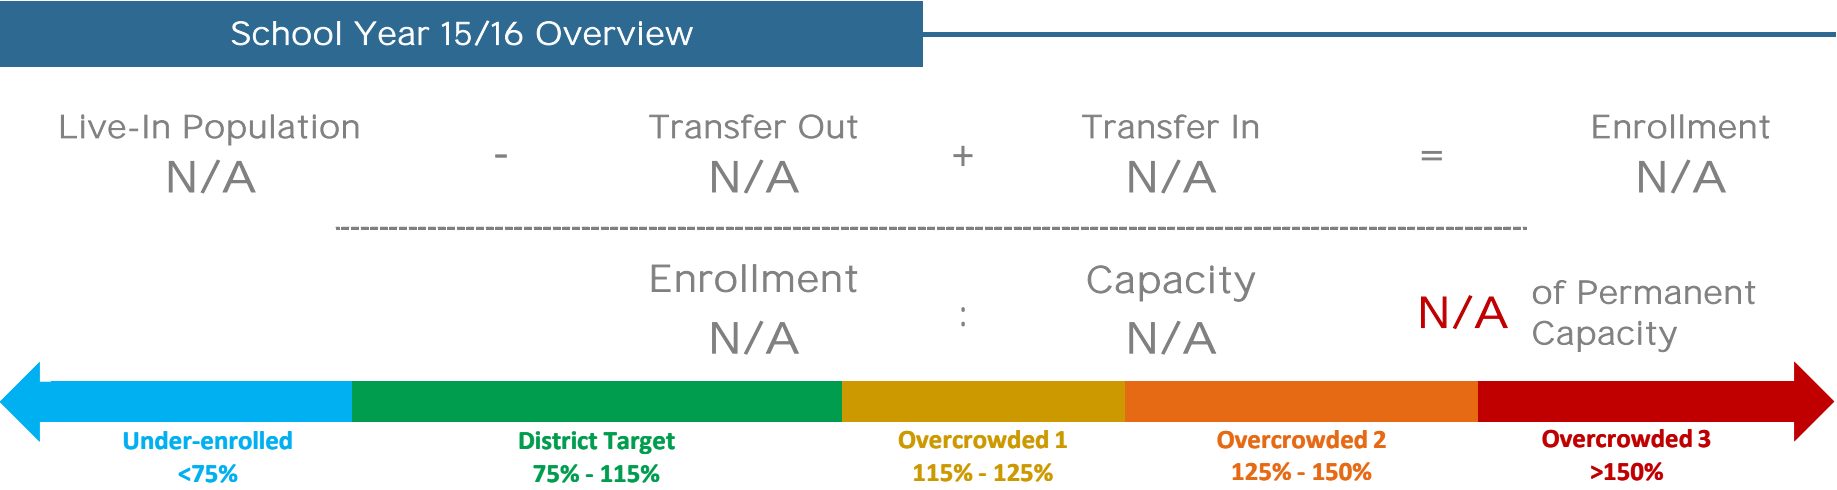 School Year 15/16 Overview
Live-In Population - Transfer Out + Transfer In = Enrollment
N/A N/A N/A N/A
Enrollment : Capacity
N/A N/A
N/A of Permanent
Capacity
Under-enrolled District Target Overcrowded 1 Overcrowded 2 Overcrowded 3
<75% 75% - 115% 115% - 125% 125% - 150% >150%